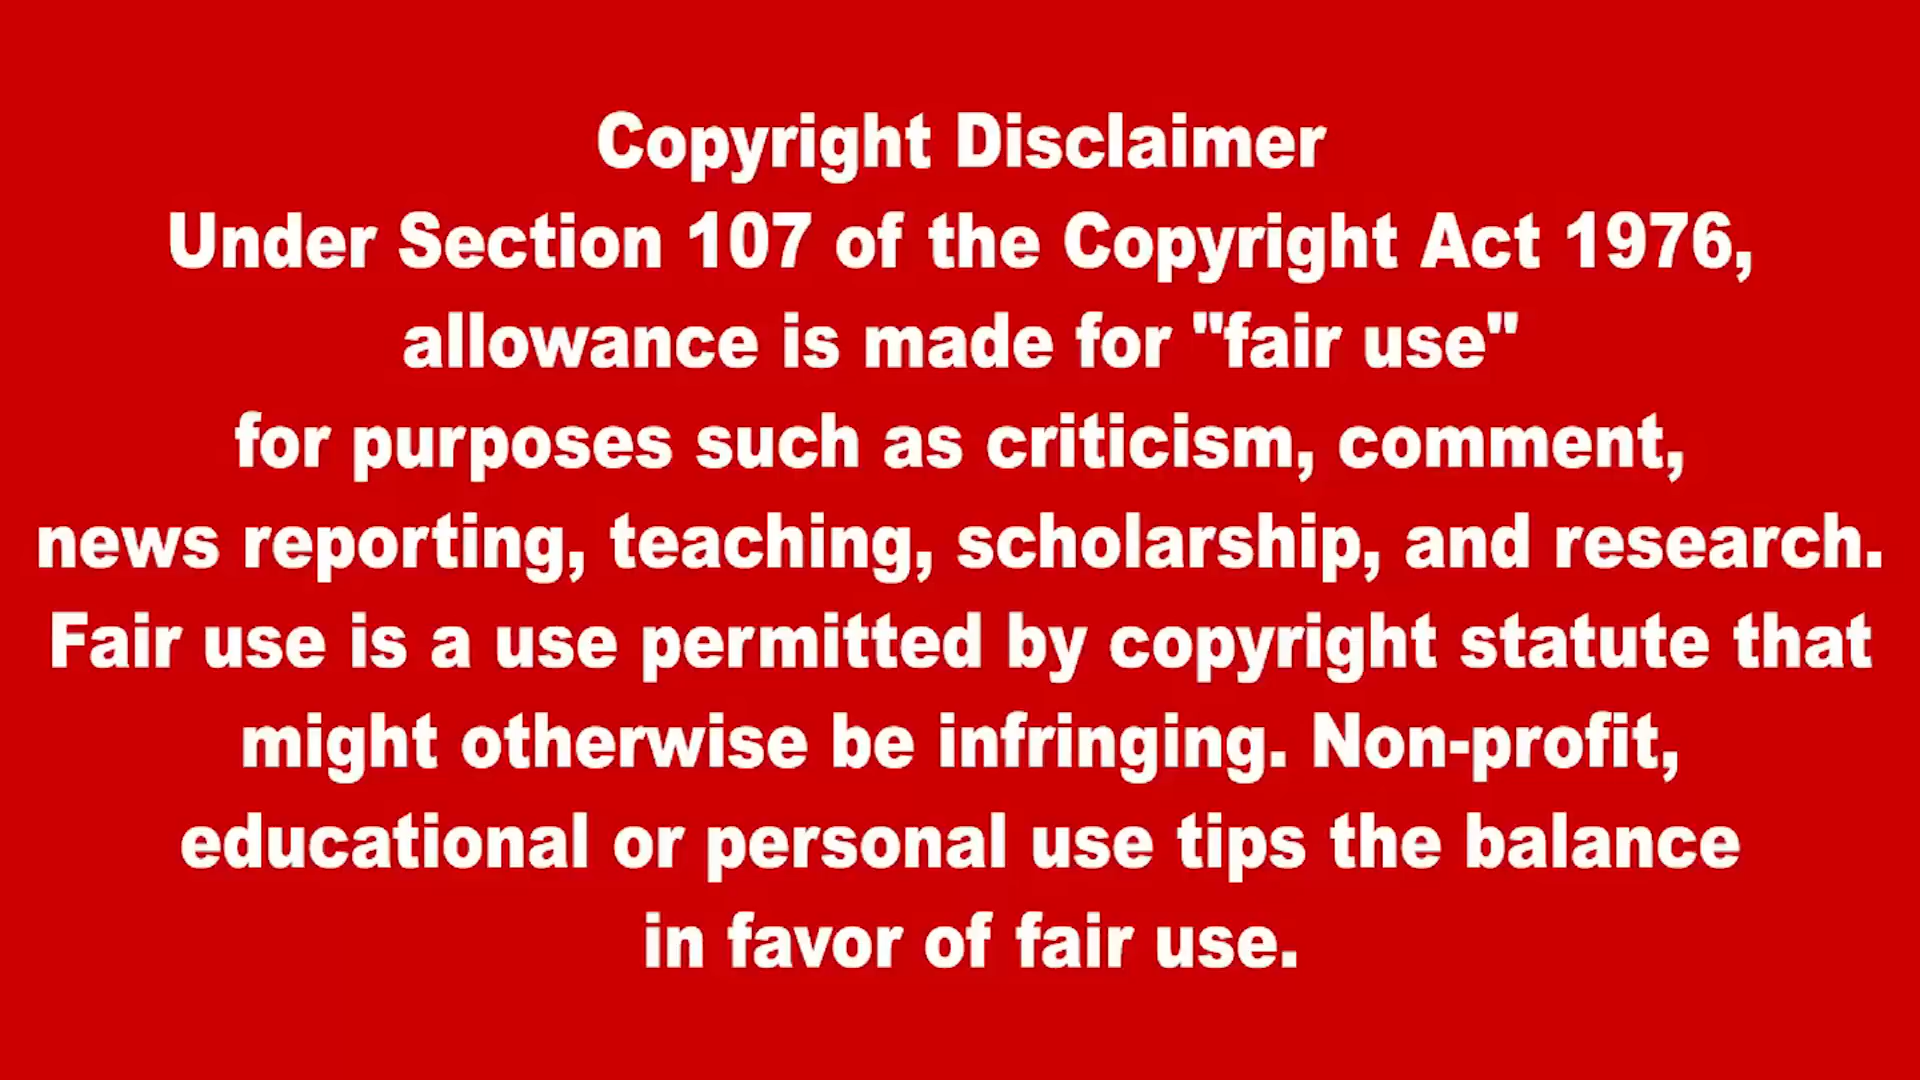 Copyright Disclaimer
Under Section 107 of the Copyright Act 1976,
allowance is made for "fair use"
for purposes such as criticism, comment,
news reporting, teaching, scholarship, and research.
Fair use is a use permitted by copyright statute that
might otherwise be infringing. Non-profit,
educational or personal use tips the balance
in favor of fair use.